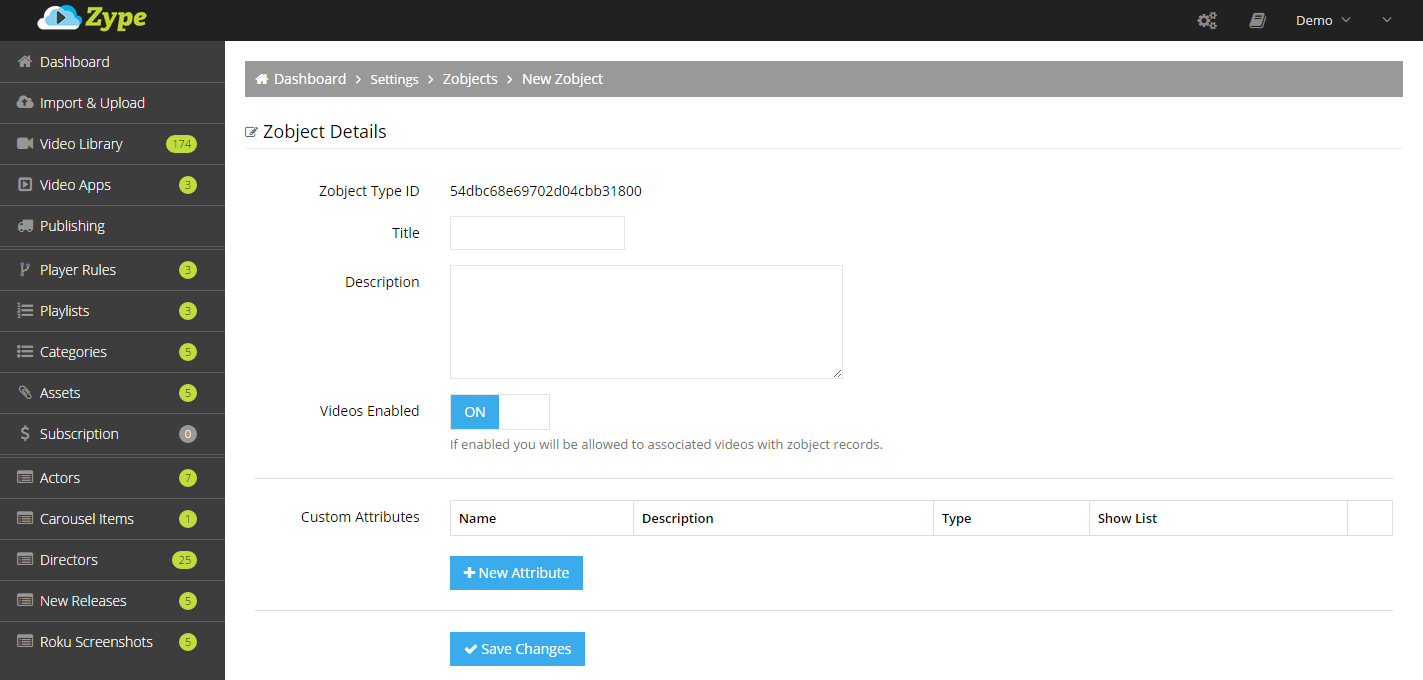 Zype
Demo
Dashboard
Import & Upload
Video Library 174
Video Apps 3
Publishing
Player Rules 3
Playlists 3
Categories 5
Assets 5
Subscription 0
Actors 7
Carousel Items 1
Directors 25
New Releases 5
Roku Screenshots 5
Dashboard > Settings > Zobjects > New Zobject
Zobject Details
Zobject Type ID 54dbc68e69702d04cbb31800
Title
Description
Videos Enabled ON
If enabled you will be allowed to associated videos with zobject records.
Custom Attributes Name Description Type Show List
New Attribute
Save Changes